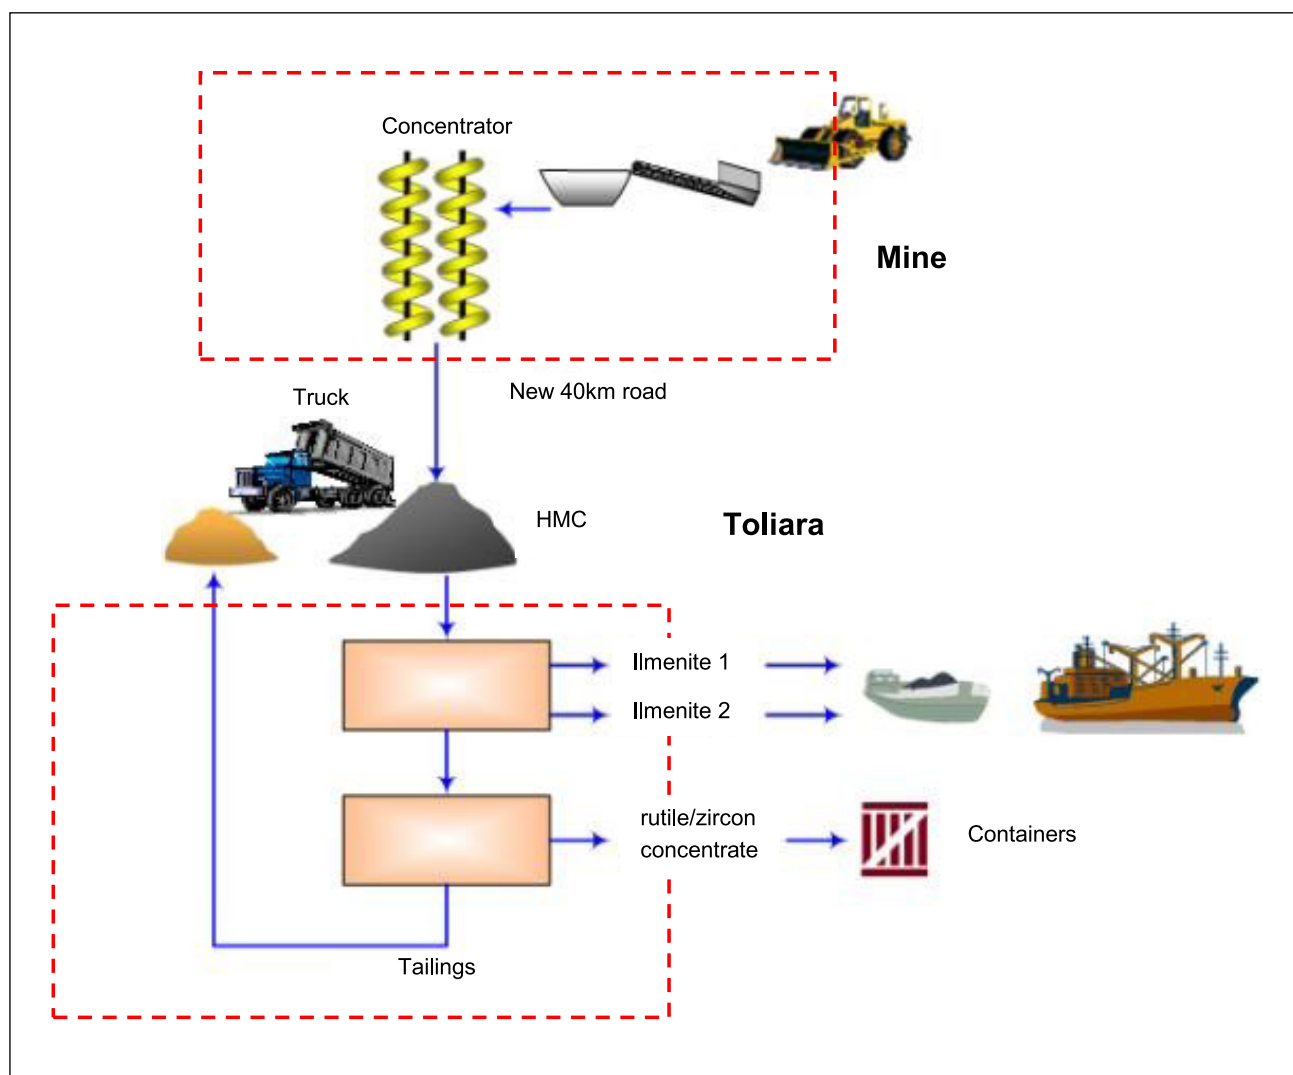 Concentrator
Mine
New 40km road
Truck
HMC
Toliara
Ilmenite 1
Ilmenite 2
rutile/zircon
concentrate
Containers
Tailings